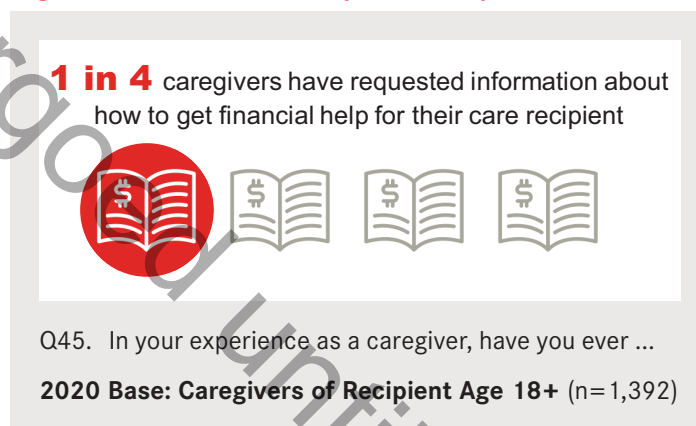 1 in 4 caregivers have requested information about
how to get financial help for their care recipient
$ $ $ $
Q45. In your experience as a caregiver, have you ever ...
2020 Base: Caregivers of Recipient Age 18+ (n=1,392)